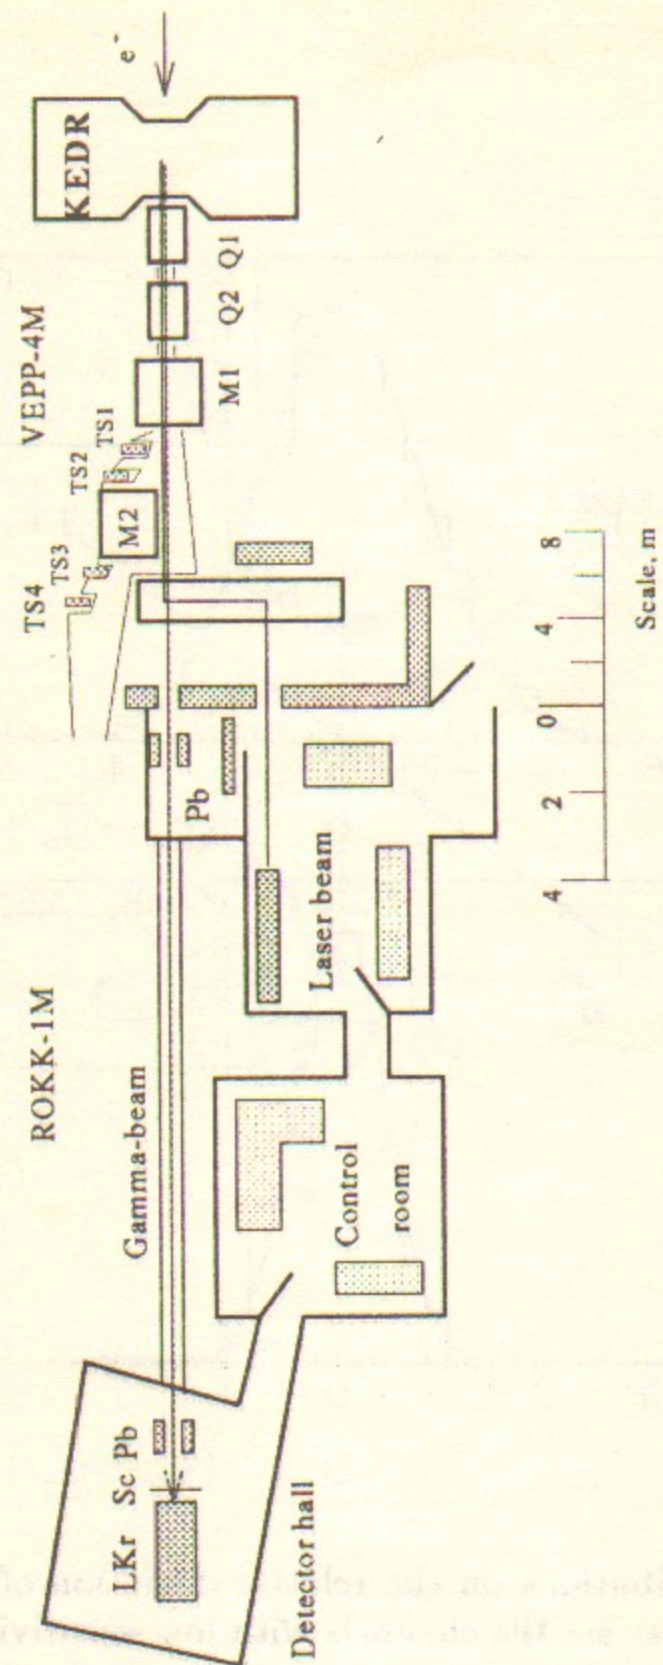 ROKK-1M
VEPP-4M
e⁻
KEDR
TS4
TS3
TS2
TS1
M2
M1
Q2
Q1
Gamma-beam
LKr
Sc
Pb
Pb
Laser beam
Control
room
Detector hall
4 2 0 4 8
Scale, m